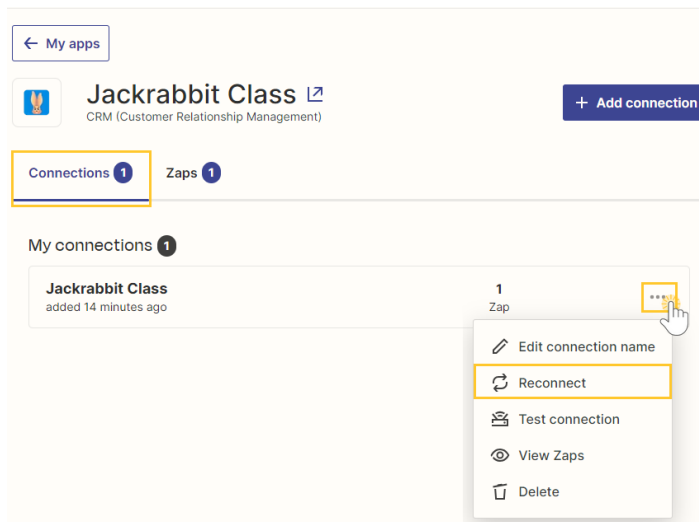 ← My apps
Jackrabbit Class
CRM (Customer Relationship Management)
+ Add connection
Connections 1
Zaps 1
My connections 1
Jackrabbit Class
added 14 minutes ago
1
Zap
Edit connection name
Reconnect
Test connection
View Zaps
Delete